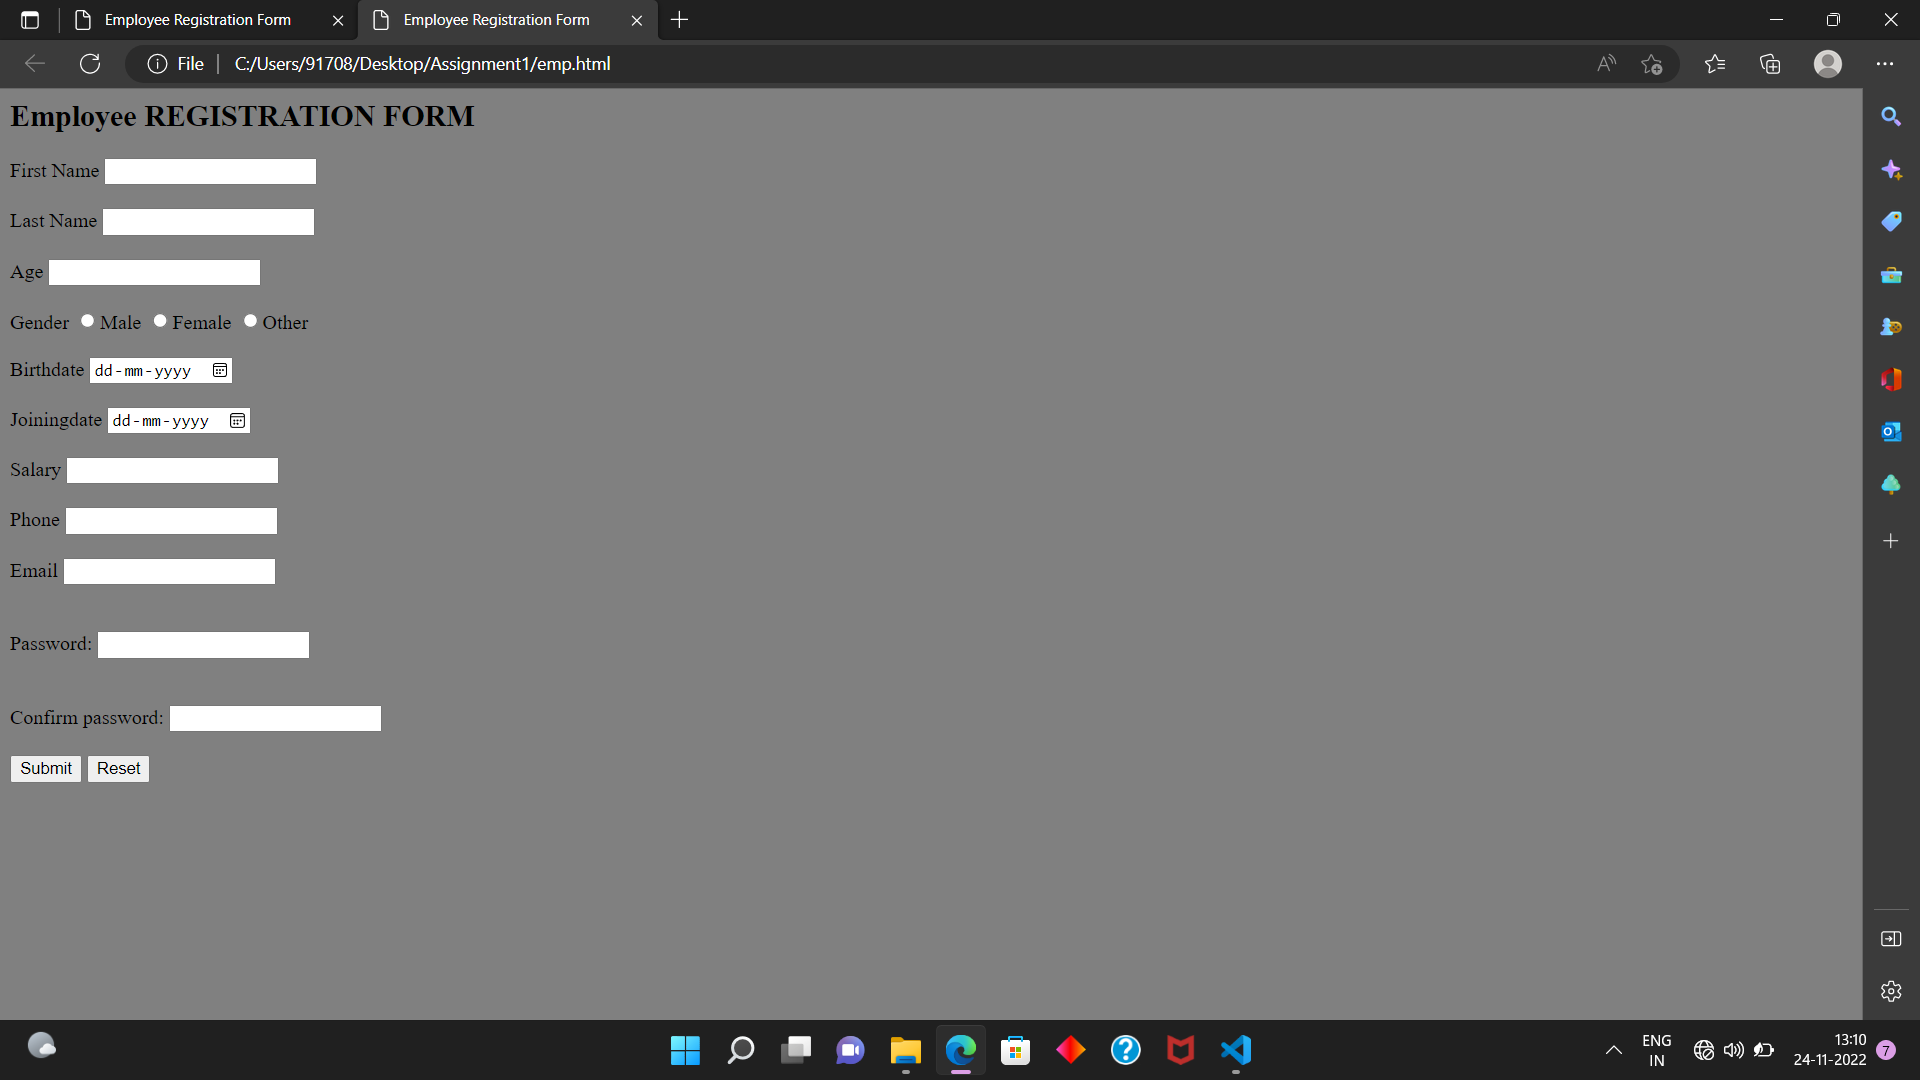 Employee Registration Form
Employee Registration Form
File
C:/Users/91708/Desktop/Assignment1/emp.html
Employee REGISTRATION FORM
First Name
Last Name
Age
Gender Male Female Other
Birthdate dd-mm-yyyy
Joiningdate dd-mm-yyyy
Salary
Phone
Email
Password:
Confirm password:
Submit Reset
ENG
IN
13:10
24-11-2022
7